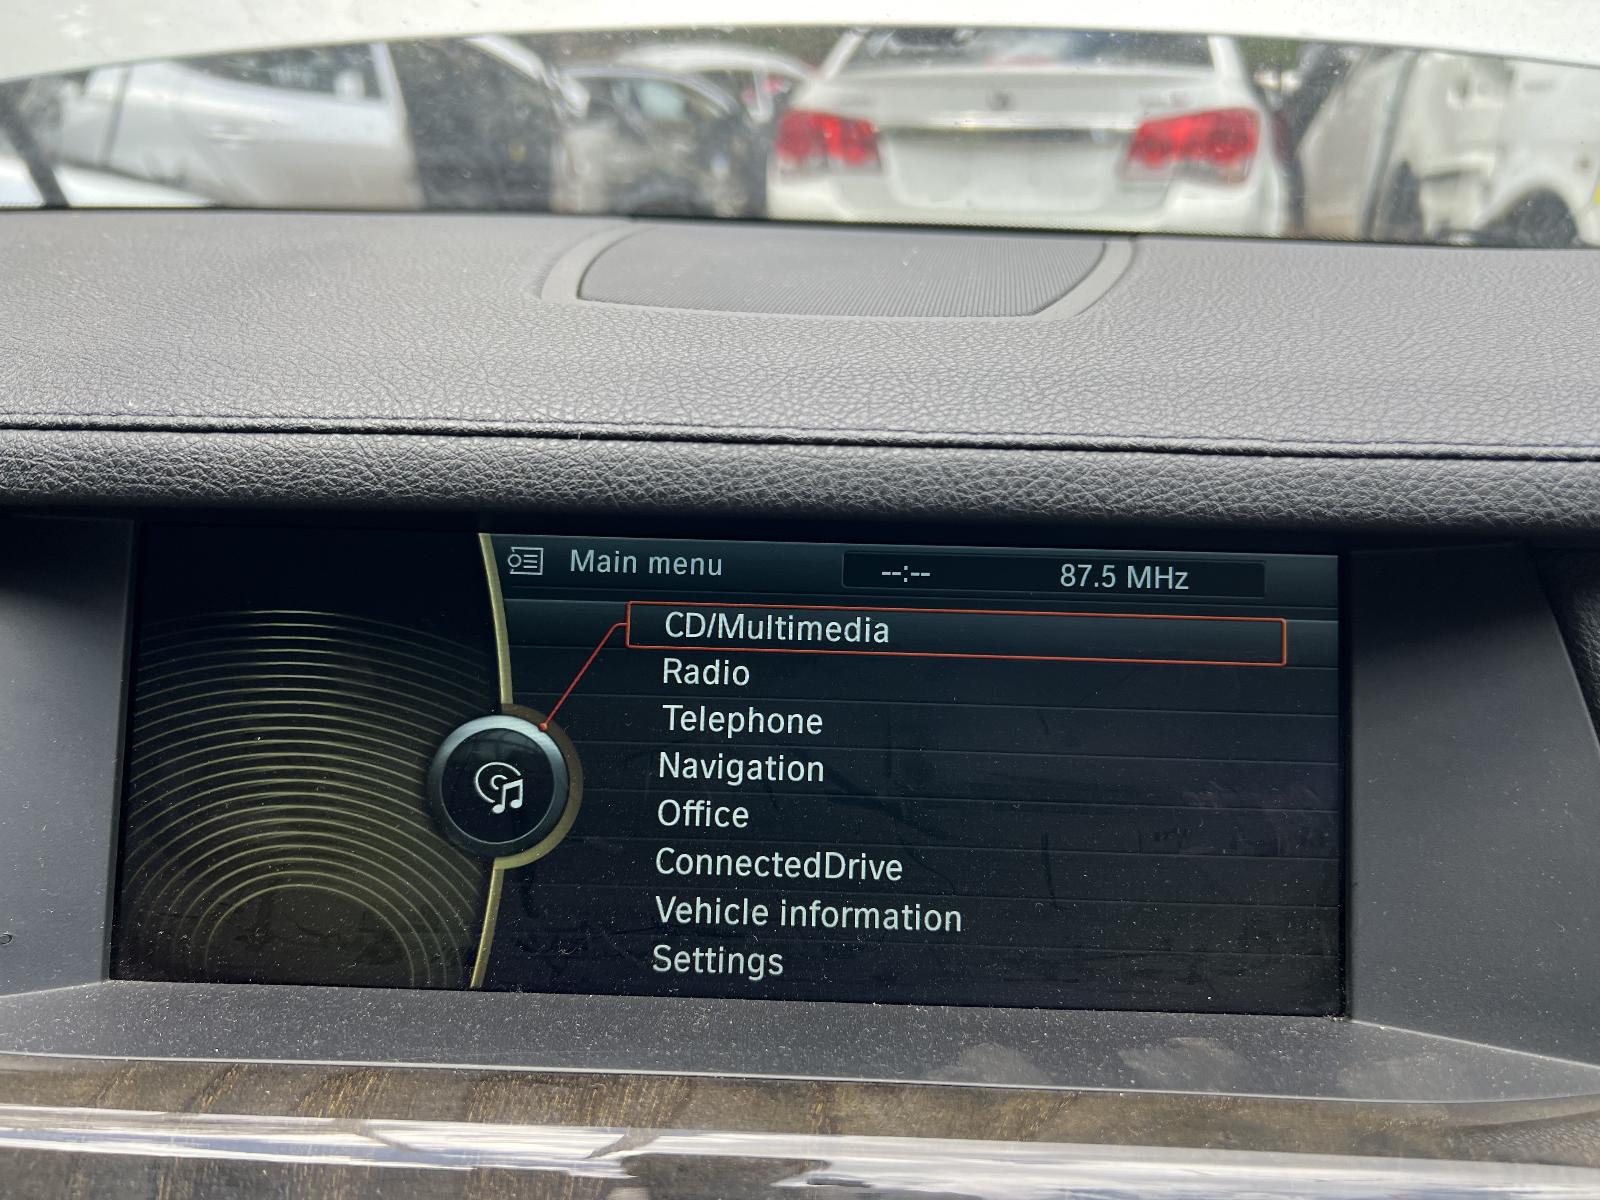 Main menu --:-- 87.5 MHz
CD/Multimedia
Radio
Telephone
Navigation
Office
ConnectedDrive
Vehicle information
Settings